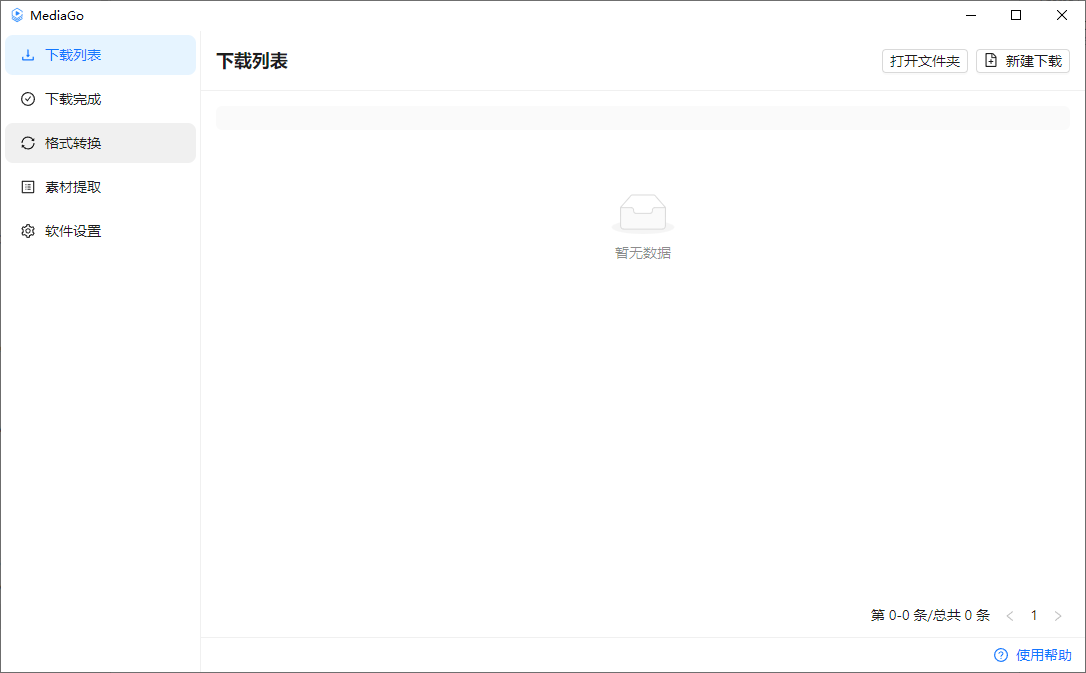 MediaGo
下载列表
下载完成
格式转换
素材提取
软件设置
下载列表
打开文件夹
新建下载
暂无数据
第 0-0 条/总共 0 条
1
使用帮助